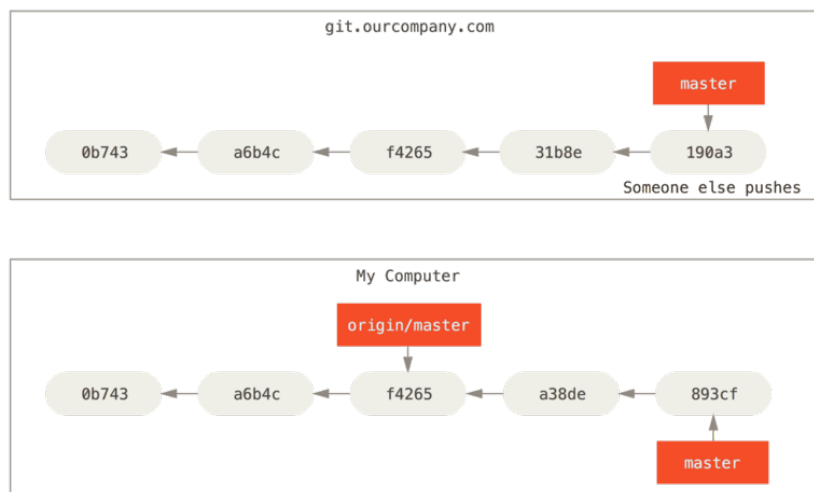 git.ourcompany.com
master
0b743 a6b4c f4265 31b8e 190a3
Someone else pushes
My Computer
origin/master
0b743 a6b4c f4265 a38de 893cf
master